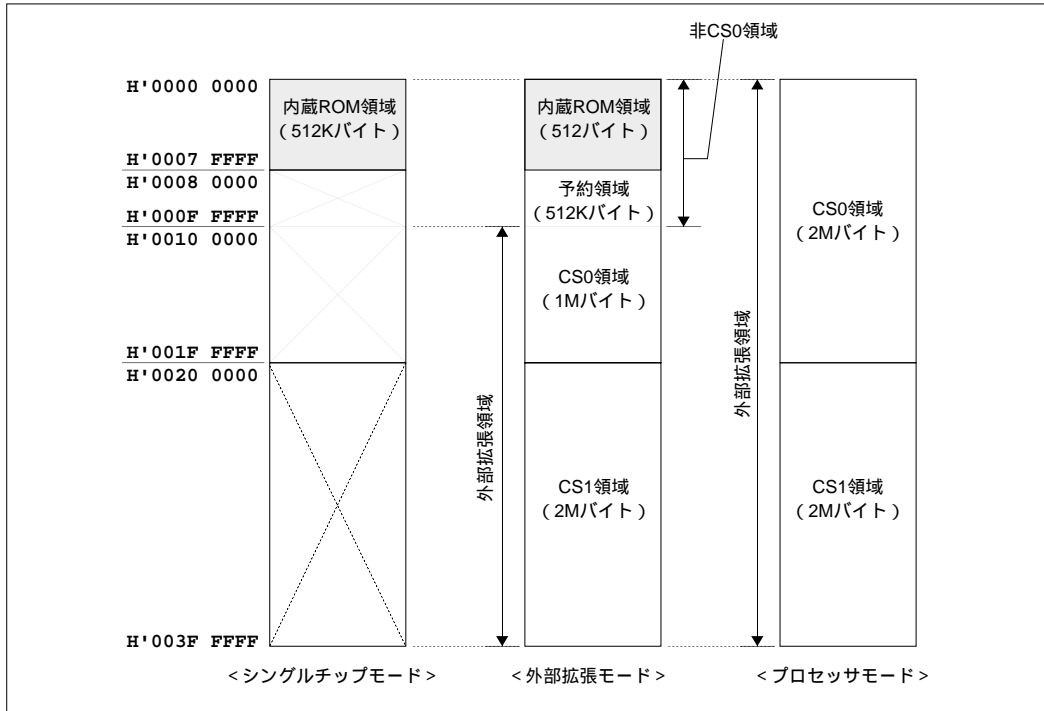 非CS0領域
H'0000 0000
H'0007 FFFF
H'0008 0000
H'000F FFFF
H'0010 0000
H'001F FFFF
H'0020 0000
H'003F FFFF
内蔵ROM領域
(512Kバイト)
<シングルチップモード>
外部拡張領域
内蔵ROM領域
(512バイト)
予約領域
(512Kバイト)
CS0領域
(1Mバイト)
CS1領域
(2Mバイト)
<外部拡張モード>
外部拡張領域
CS0領域
(2Mバイト)
CS1領域
(2Mバイト)
<プロセッサモード>